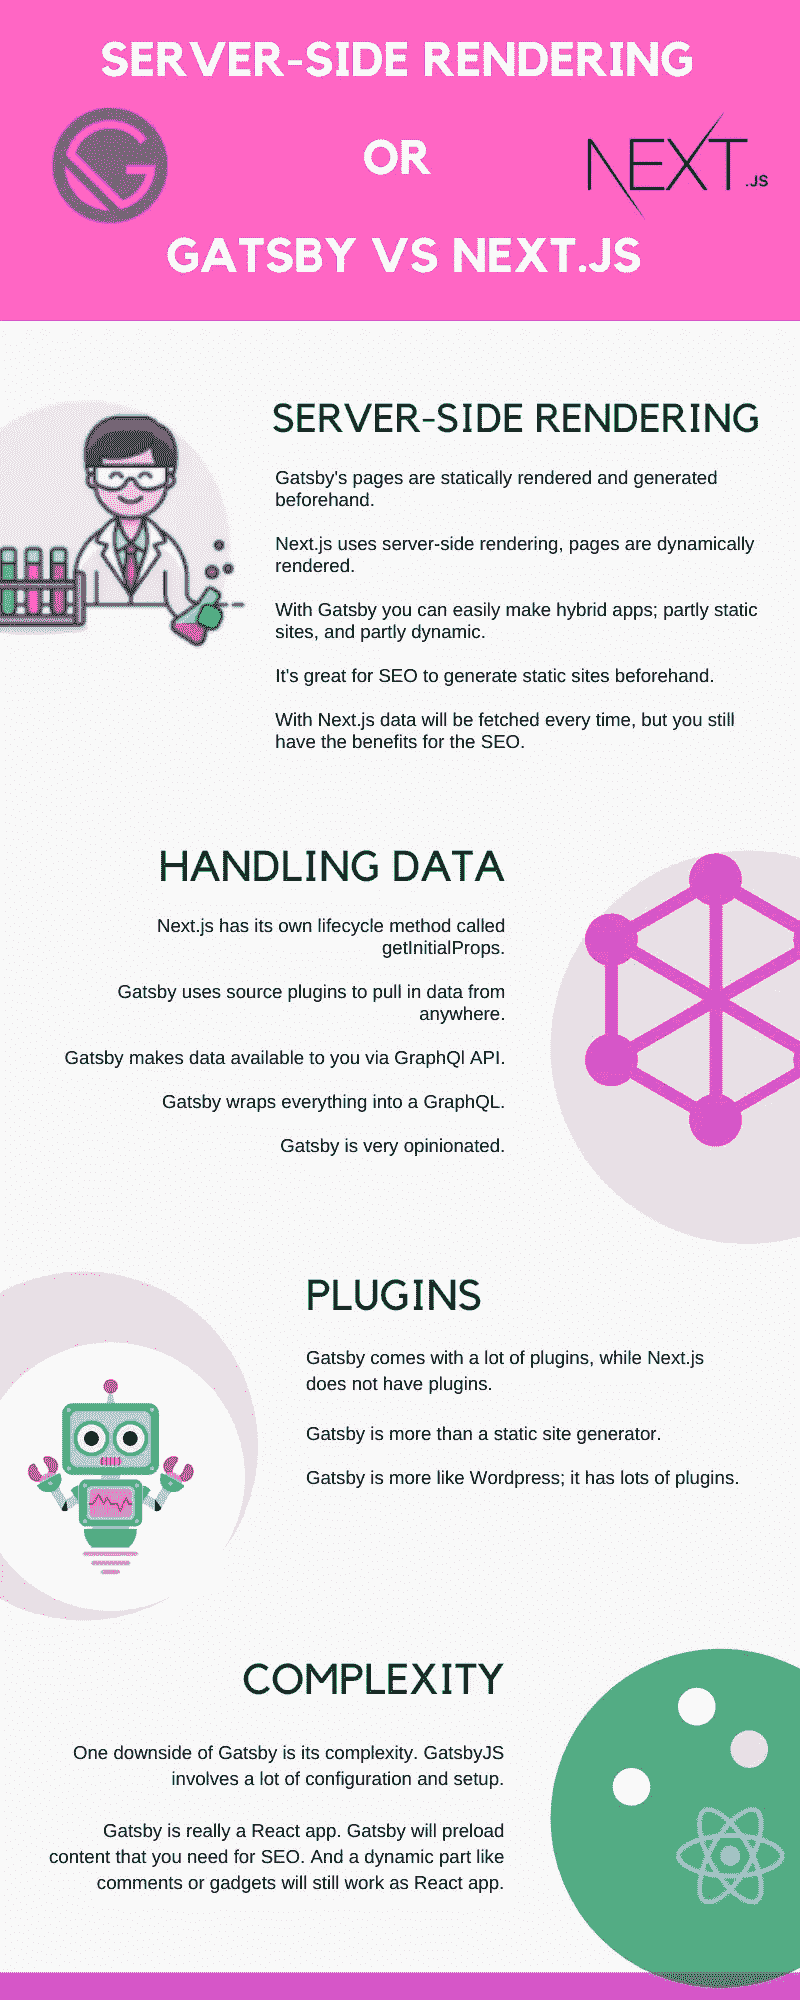 SERVER-SIDE RENDERING
OR
NEXT.JS
GATSBY VS NEXT.JS
SERVER-SIDE RENDERING
Gatsby's pages are statically rendered and generated
beforehand.
Next.js uses server-side rendering, pages are dynamically
rendered.
With Gatsby you can easily make hybrid apps; partly static
sites, and partly dynamic.
It's great for SEO to generate static sites beforehand.
With Next.js data will be fetched every time, but you still
have the benefits for the SEO.
HANDLING DATA
Next.js has its own lifecycle method called
getInitialProps.
Gatsby uses source plugins to pull in data from
anywhere.
Gatsby makes data available to you via GraphQl API.
Gatsby wraps everything into a GraphQL.
Gatsby is very opinionated.
PLUGINS
Gatsby comes with a lot of plugins, while Next.js
does not have plugins.
Gatsby is more than a static site generator.
Gatsby is more like Wordpress; it has lots of plugins.
COMPLEXITY
One downside of Gatsby is its complexity. GatsbyJS
involves a lot of configuration and setup.
Gatsby is really a React app. Gatsby will preload
content that you need for SEO. And a dynamic part like
comments or gadgets will still work as React app.